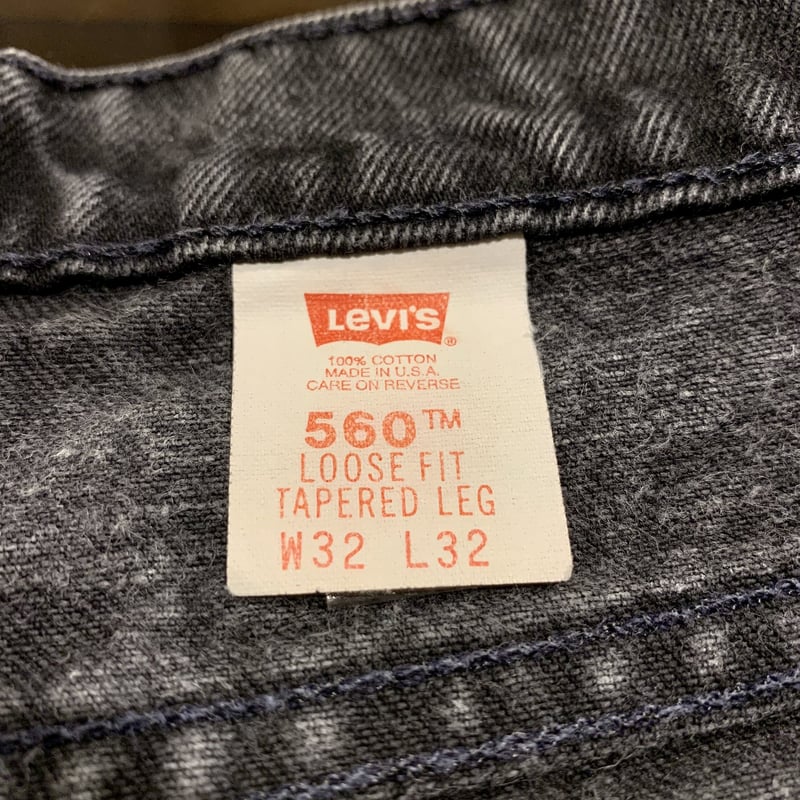 Levi's®
100% COTTON
MADE IN U.S.A.
CARE ON REVERSE
560™
LOOSE FIT
TAPERED LEG
W32 L32